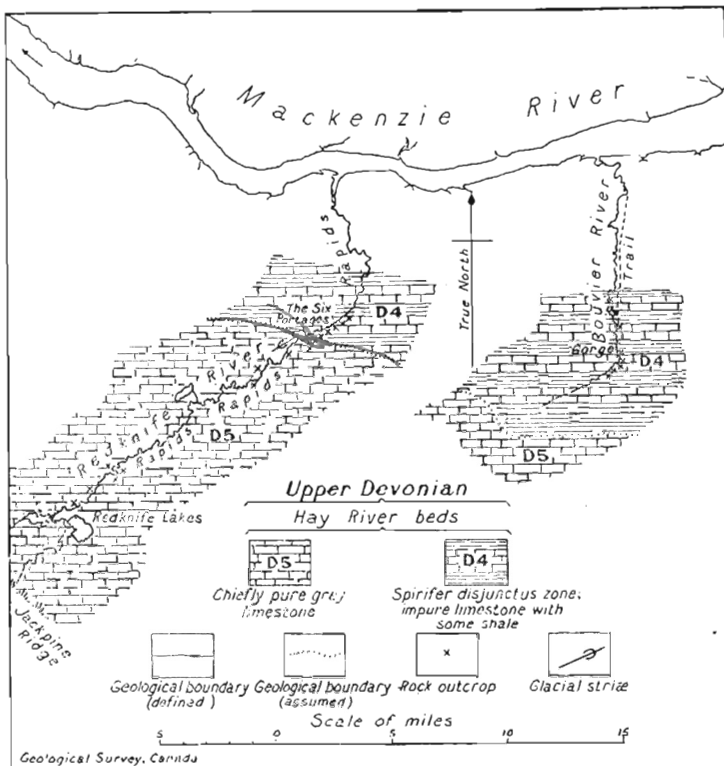 Mackenzie River
Rapids
The Six
Portages
D4
True North
Bouvier River
Trail
Gorge
D4
Redknife River
Rapids
Rapids
D5
D5
Redknife Lakes
Jackpine
Ridge
Upper Devonian
Hay River beds
D5
D4
Chiefly pure grey
limestone
Spirifer disjunctus zone;
impure limestone with
some shale
Geological boundary
(defined)
Geological boundary
(assumed)
Rock outcrop
Glacial striæ
Scale of miles
5 0 5 10 15
Geological Survey, Canada